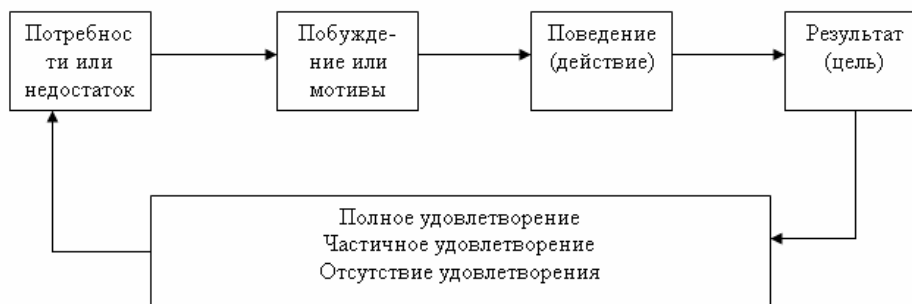 Потребнос
ти или
недостаток
Побужде-
ние или
мотивы
Поведение
(действие)
Результат
(цель)
Полное удовлетворение
Частичное удовлетворение
Отсутствие удовлетворения